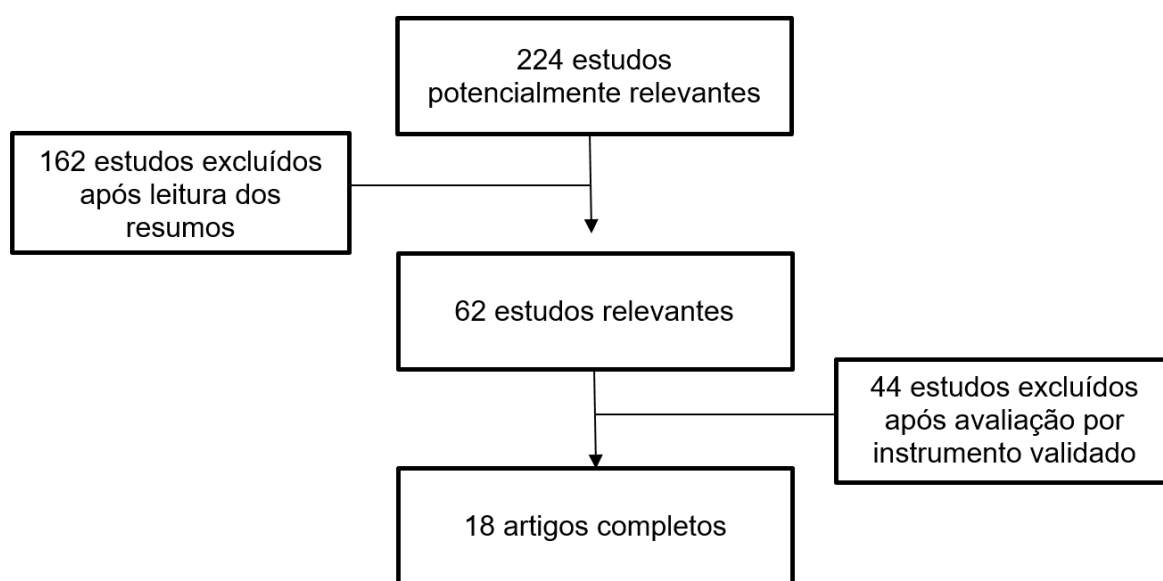 224 estudos
potencialmente relevantes
162 estudos excluídos
após leitura dos
resumos
62 estudos relevantes
44 estudos excluídos
após avaliação por
instrumento validado
18 artigos completos